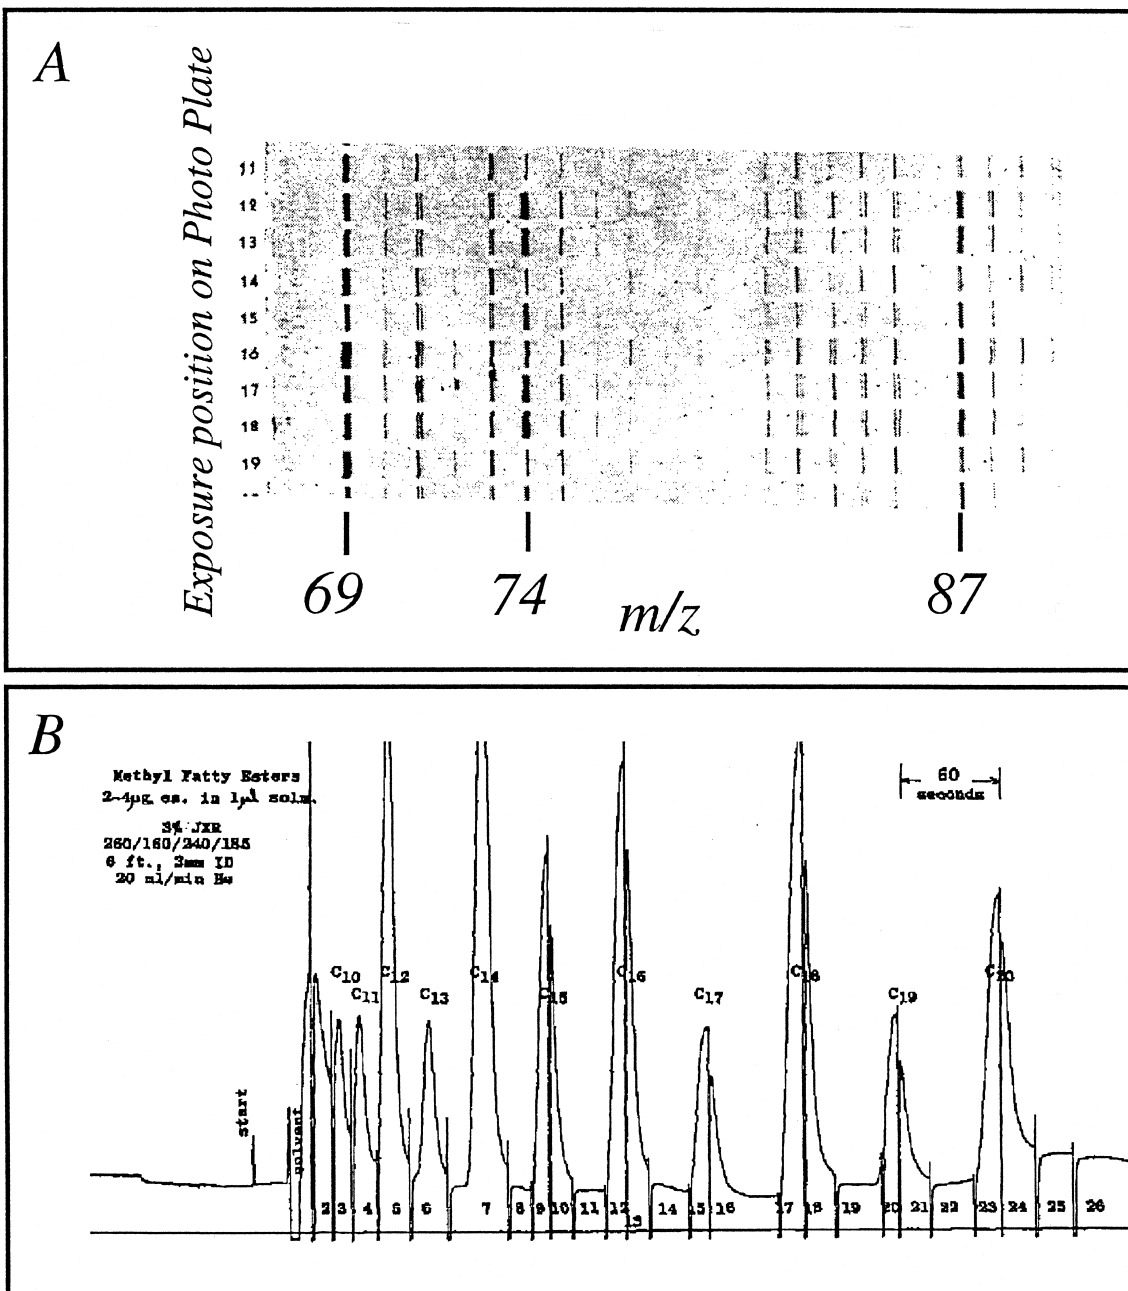 A
Exposure position on Photo Plate
11
12
13
14
15
16
17
18
19
69
74
87
m/z
B
Methyl Fatty Esters
2-4µg ea. in 1µl soln.
3% JXR
260/160/240/185
6 ft., 3mm ID
20 ml/min He
60
seconds
C10
C11
C12
C13
C14
C15
C16
C17
C18
C19
C20
start
solvent
2 3 4 5 6 7 8 9 10 11 12 13 14 15 16 17 18 19 20 21 22 23 24 25 26